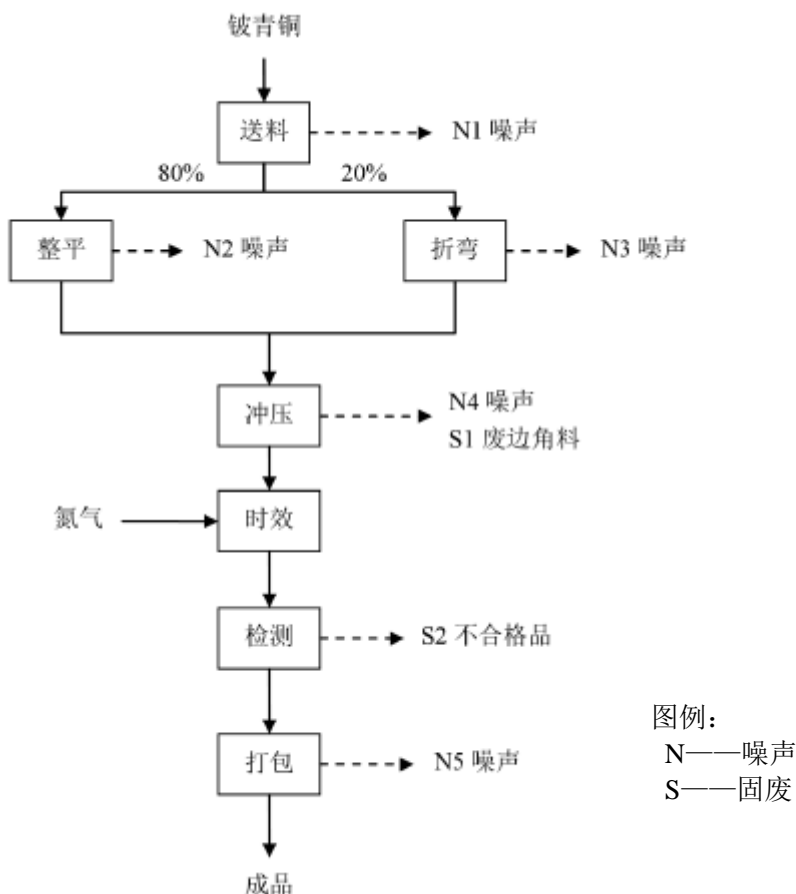 铍青铜
送料
N1 噪声
80%
20%
整平
N2 噪声
折弯
N3 噪声
冲压
N4 噪声
S1 废边角料
氮气
时效
检测
S2 不合格品
打包
N5 噪声
成品
图例：
N——噪声
S——固废